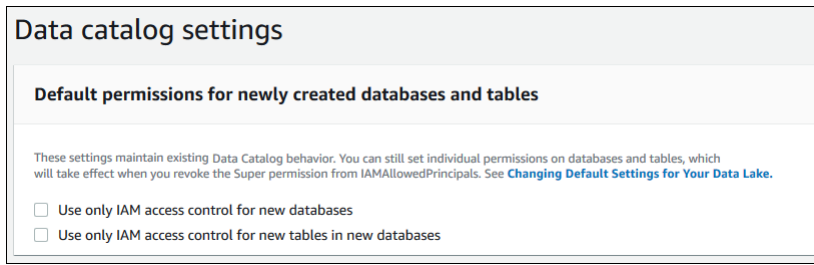 Data catalog settings
Default permissions for newly created databases and tables
These settings maintain existing Data Catalog behavior. You can still set individual permissions on databases and tables, which
will take effect when you revoke the Super permission from IAMAllowedPrincipals. See Changing Default Settings for Your Data Lake.
Use only IAM access control for new databases
Use only IAM access control for new tables in new databases